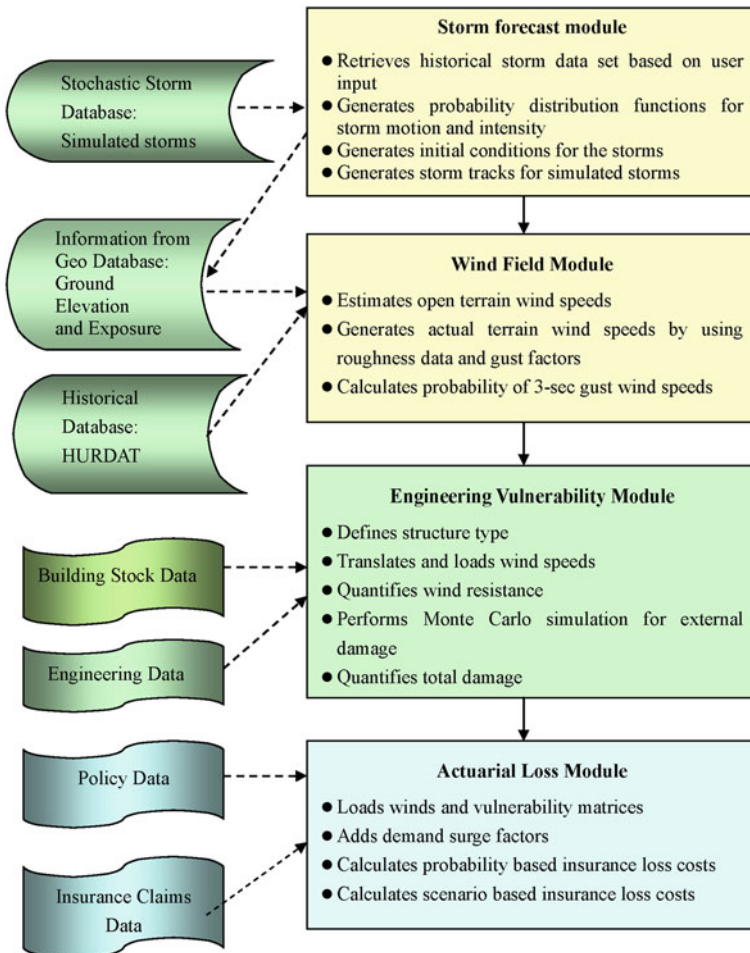 Stochastic Storm
Database:
Simulated storms
Storm forecast module
● Retrieves historical storm data set based on user
input
● Generates probability distribution functions for
storm motion and intensity
● Generates initial conditions for the storms
● Generates storm tracks for simulated storms
Information from
Geo Database:
Ground
Elevation
and Exposure
Wind Field Module
● Estimates open terrain wind speeds
● Generates actual terrain wind speeds by using
roughness data and gust factors
● Calculates probability of 3-sec gust wind speeds
Historical
Database:
HURDAT
Engineering Vulnerability Module
● Defines structure type
● Translates and loads wind speeds
● Quantifies wind resistance
● Performs Monte Carlo simulation for external
damage
● Quantifies total damage
Building Stock Data
Engineering Data
Actuarial Loss Module
● Loads winds and vulnerability matrices
● Adds demand surge factors
● Calculates probability based insurance loss costs
● Calculates scenario based insurance loss costs
Policy Data
Insurance Claims
Data